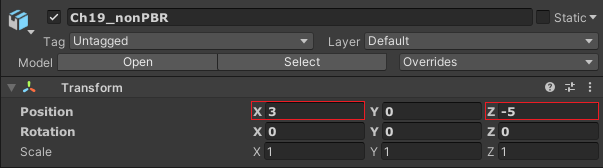 Ch19_nonPBR Static
Tag Untagged Layer Default
Model Open Select Overrides
Transform
Position X 3 Y 0 Z -5
Rotation X 0 Y 0 Z 0
Scale X 1 Y 1 Z 1